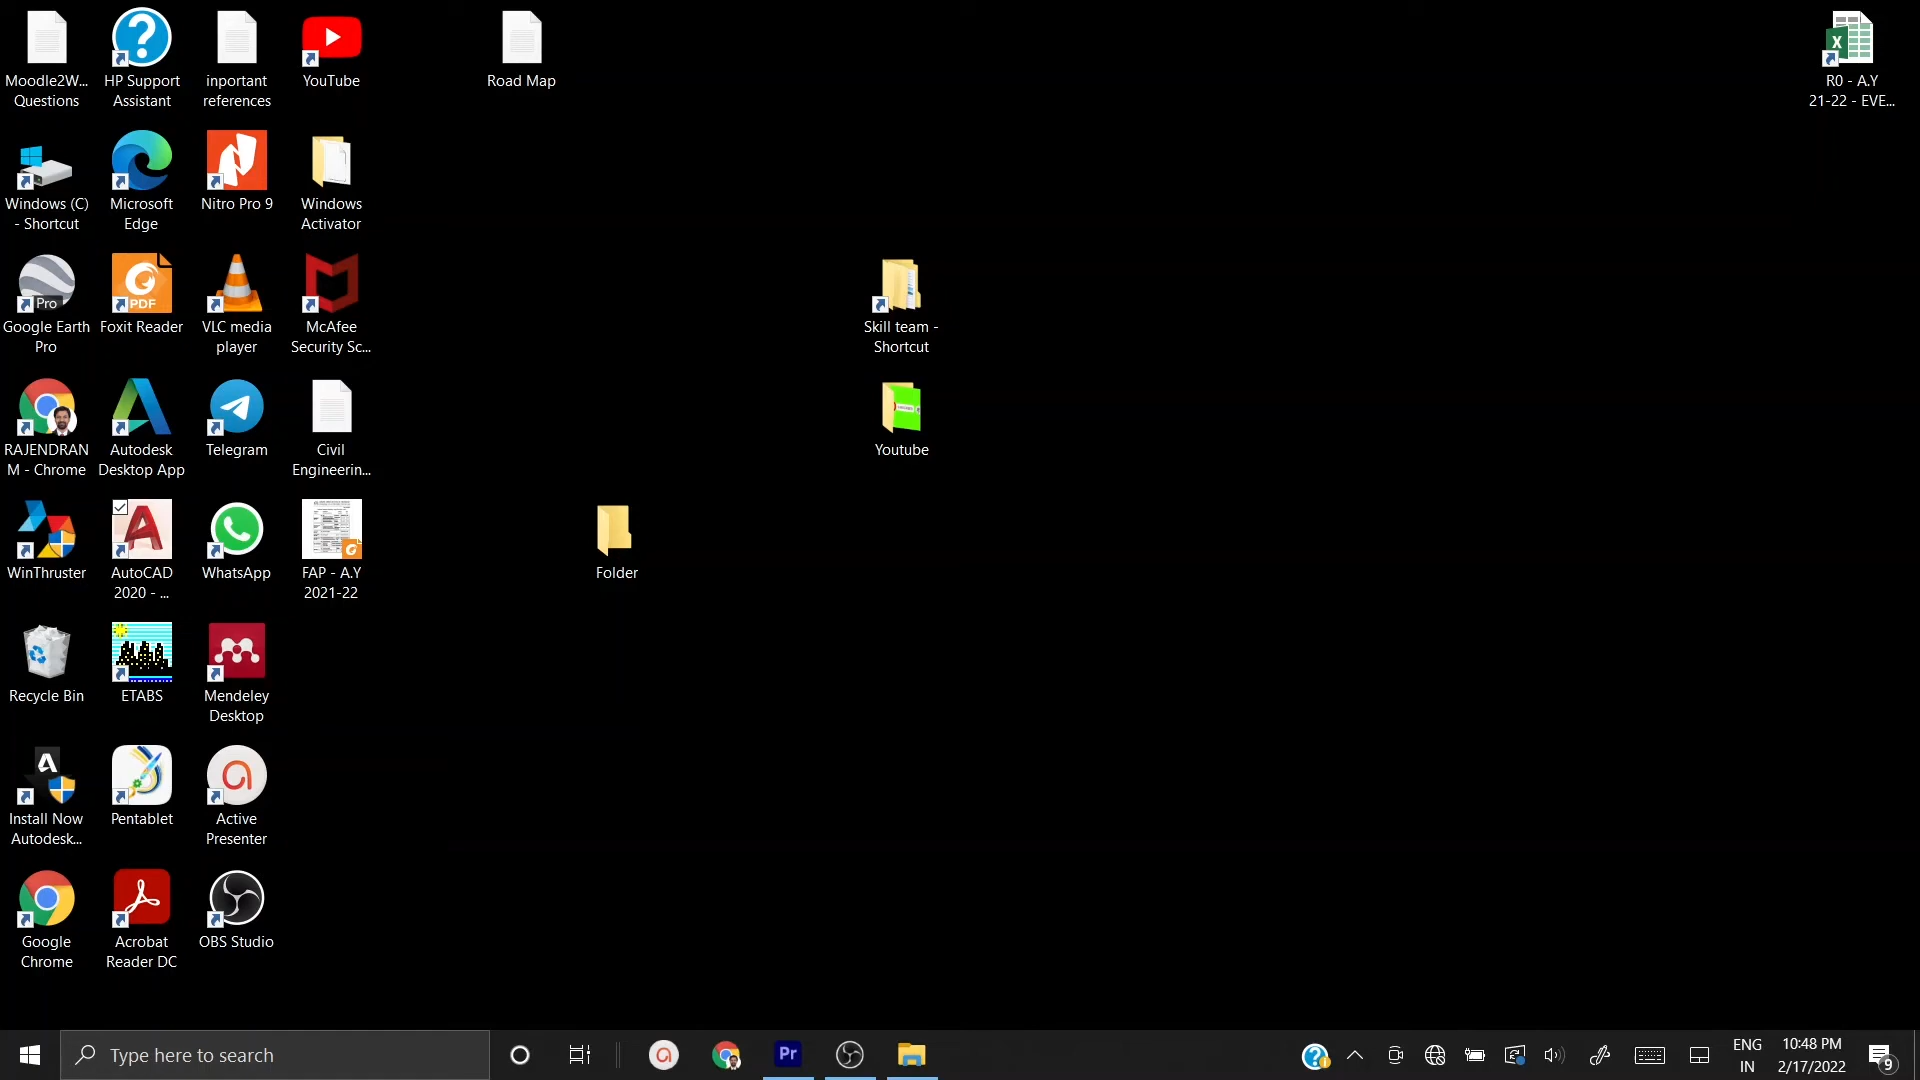 Moodle2W...
Questions
HP Support
Assistant
inportant
references
YouTube
Road Map
R0 - A.Y
21-22 - EVE...
Windows (C)
- Shortcut
Microsoft
Edge
Nitro Pro 9
Windows
Activator
Pro
Google Earth
Pro
PDF
Foxit Reader
VLC media
player
McAfee
Security Sc...
Skill team -
Shortcut
RAJENDRAN
M - Chrome
Autodesk
Desktop App
Telegram
Civil
Engineerin...
Youtube
WinThruster
AutoCAD
2020 - ...
WhatsApp
FAP - A.Y
2021-22
Folder
Recycle Bin
ETABS
Mendeley
Desktop
Install Now
Autodesk...
Pentablet
Active
Presenter
Google
Chrome
Acrobat
Reader DC
OBS Studio
Type here to search
Pr
ENG
IN
10:48 PM
2/17/2022
9